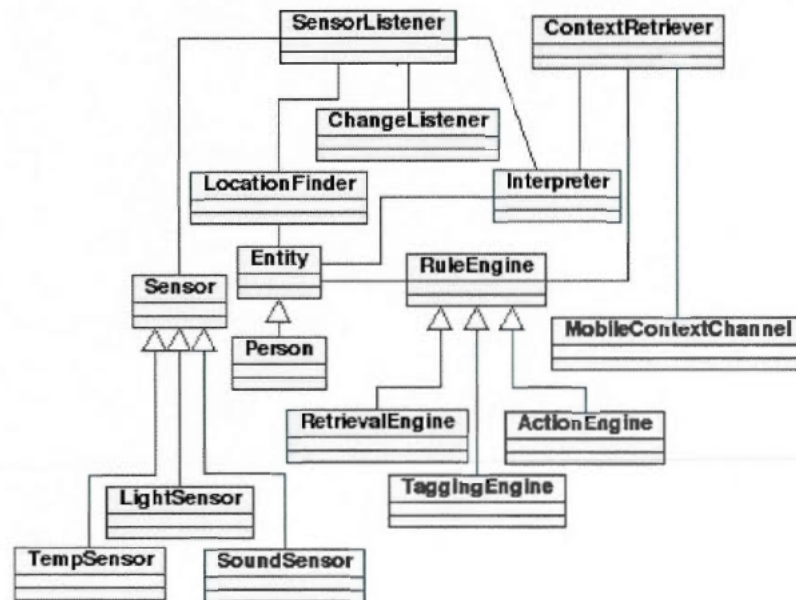 SensorListener
ContextRetriever
ChangeListener
LocationFinder
Interpreter
Entity
RuleEngine
Sensor
MobileContextChannel
Person
RetrievalEngine
ActionEngine
TaggingEngine
LightSensor
TempSensor
SoundSensor